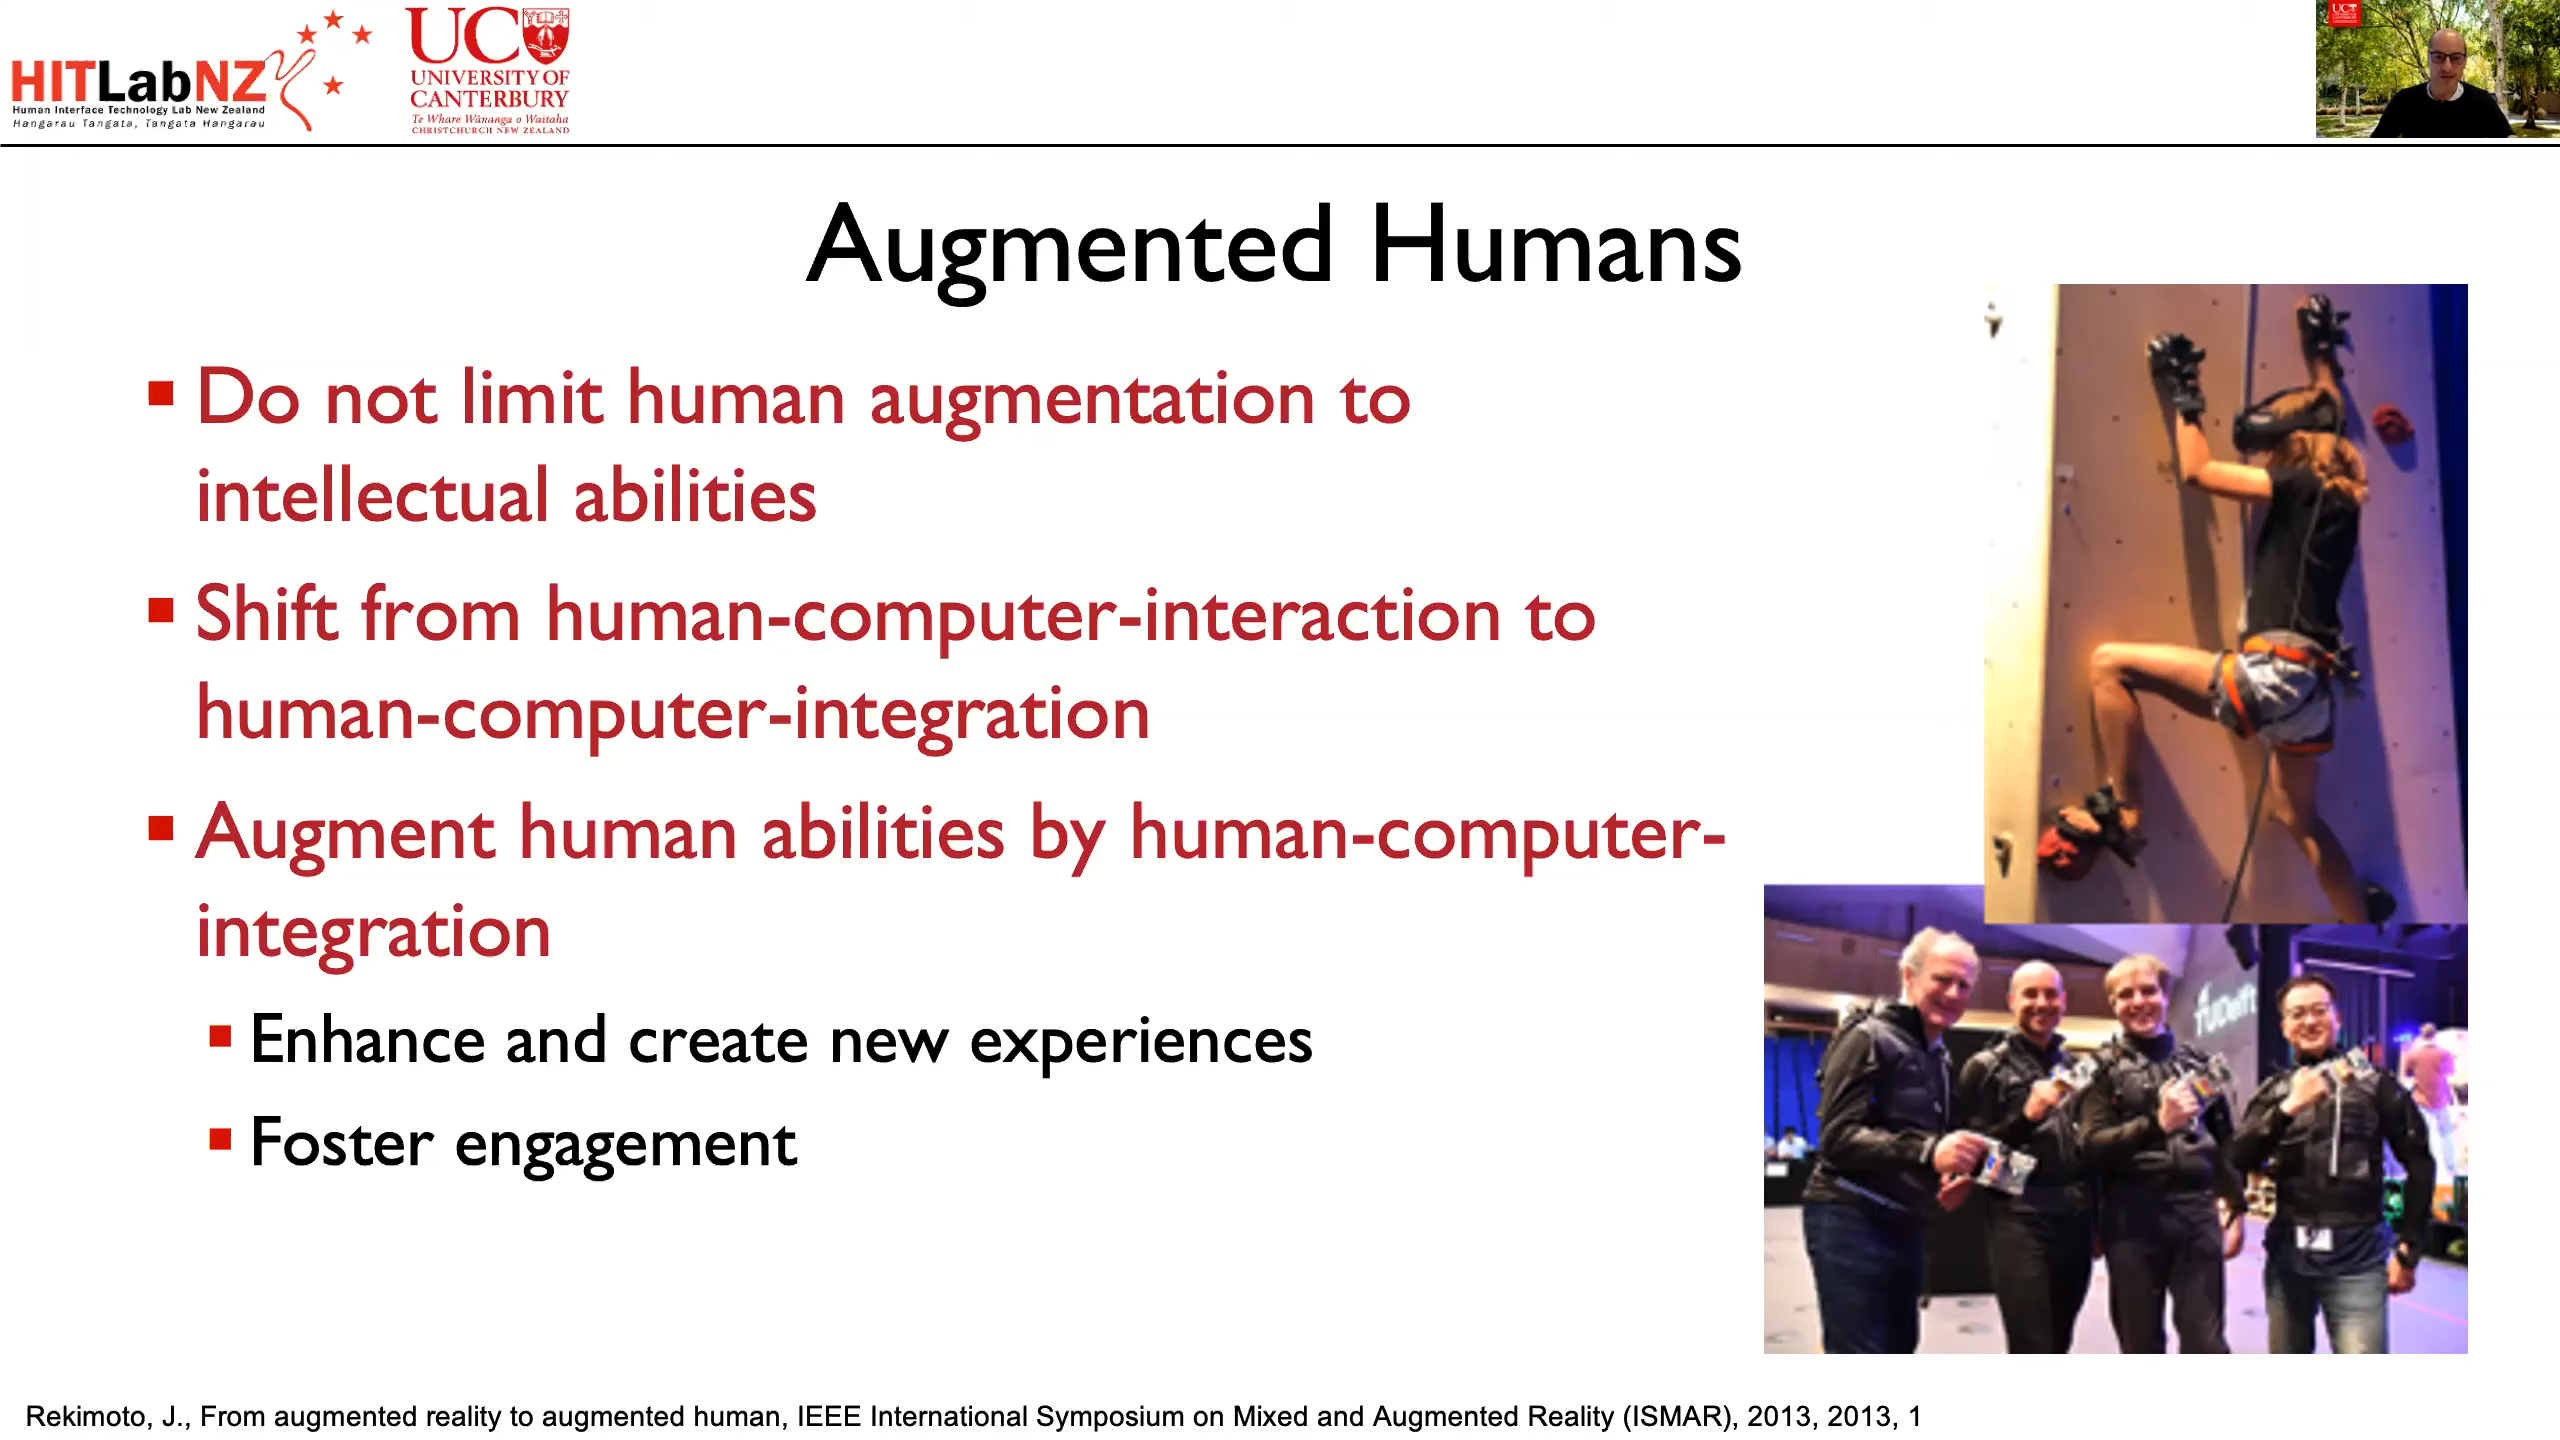 HITLabNZ
Human Interface Technology Lab New Zealand
Hangarau Tangata, Tangata Hangarau
UC
UNIVERSITY OF
CANTERBURY
Te Whare Wānanga o Waitaha
CHRISTCHURCH NEW ZEALAND
UC
Augmented Humans
Do not limit human augmentation to
intellectual abilities
Shift from human-computer-interaction to
human-computer-integration
Augment human abilities by human-computer-
integration
Enhance and create new experiences
Foster engagement
TUDelft
Rekimoto, J., From augmented reality to augmented human, IEEE International Symposium on Mixed and Augmented Reality (ISMAR), 2013, 2013, 1